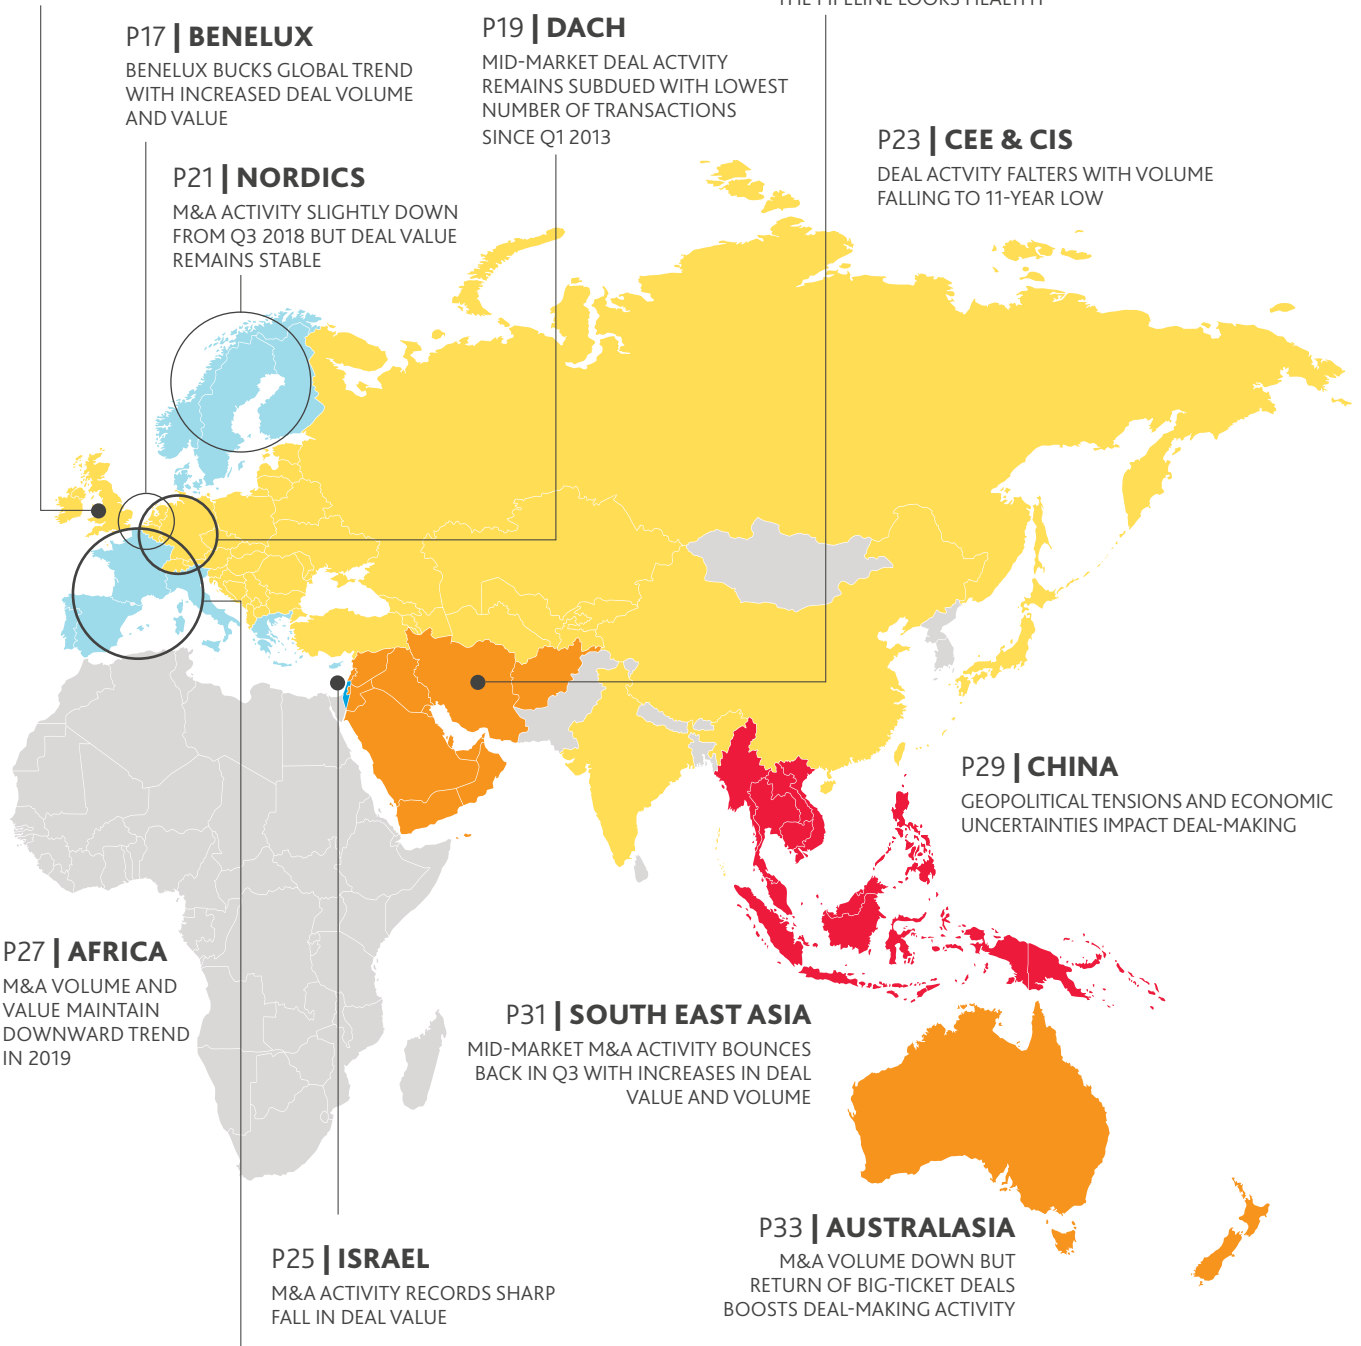 THE PIPELINE LOOKS HEALTHY
P17 | BENELUX
BENELUX BUCKS GLOBAL TREND
WITH INCREASED DEAL VOLUME
AND VALUE
P19 | DACH
MID-MARKET DEAL ACTVITY
REMAINS SUBDUED WITH LOWEST
NUMBER OF TRANSACTIONS
SINCE Q1 2013
P23 | CEE & CIS
DEAL ACTVITY FALTERS WITH VOLUME
FALLING TO 11-YEAR LOW
P21 | NORDICS
M&A ACTIVITY SLIGHTLY DOWN
FROM Q3 2018 BUT DEAL VALUE
REMAINS STABLE
P29 | CHINA
GEOPOLITICAL TENSIONS AND ECONOMIC
UNCERTAINTIES IMPACT DEAL-MAKING
P27 | AFRICA
M&A VOLUME AND
VALUE MAINTAIN
DOWNWARD TREND
IN 2019
P31 | SOUTH EAST ASIA
MID-MARKET M&A ACTIVITY BOUNCES
BACK IN Q3 WITH INCREASES IN DEAL
VALUE AND VOLUME
P33 | AUSTRALASIA
M&A VOLUME DOWN BUT
RETURN OF BIG-TICKET DEALS
BOOSTS DEAL-MAKING ACTIVITY
P25 | ISRAEL
M&A ACTIVITY RECORDS SHARP
FALL IN DEAL VALUE